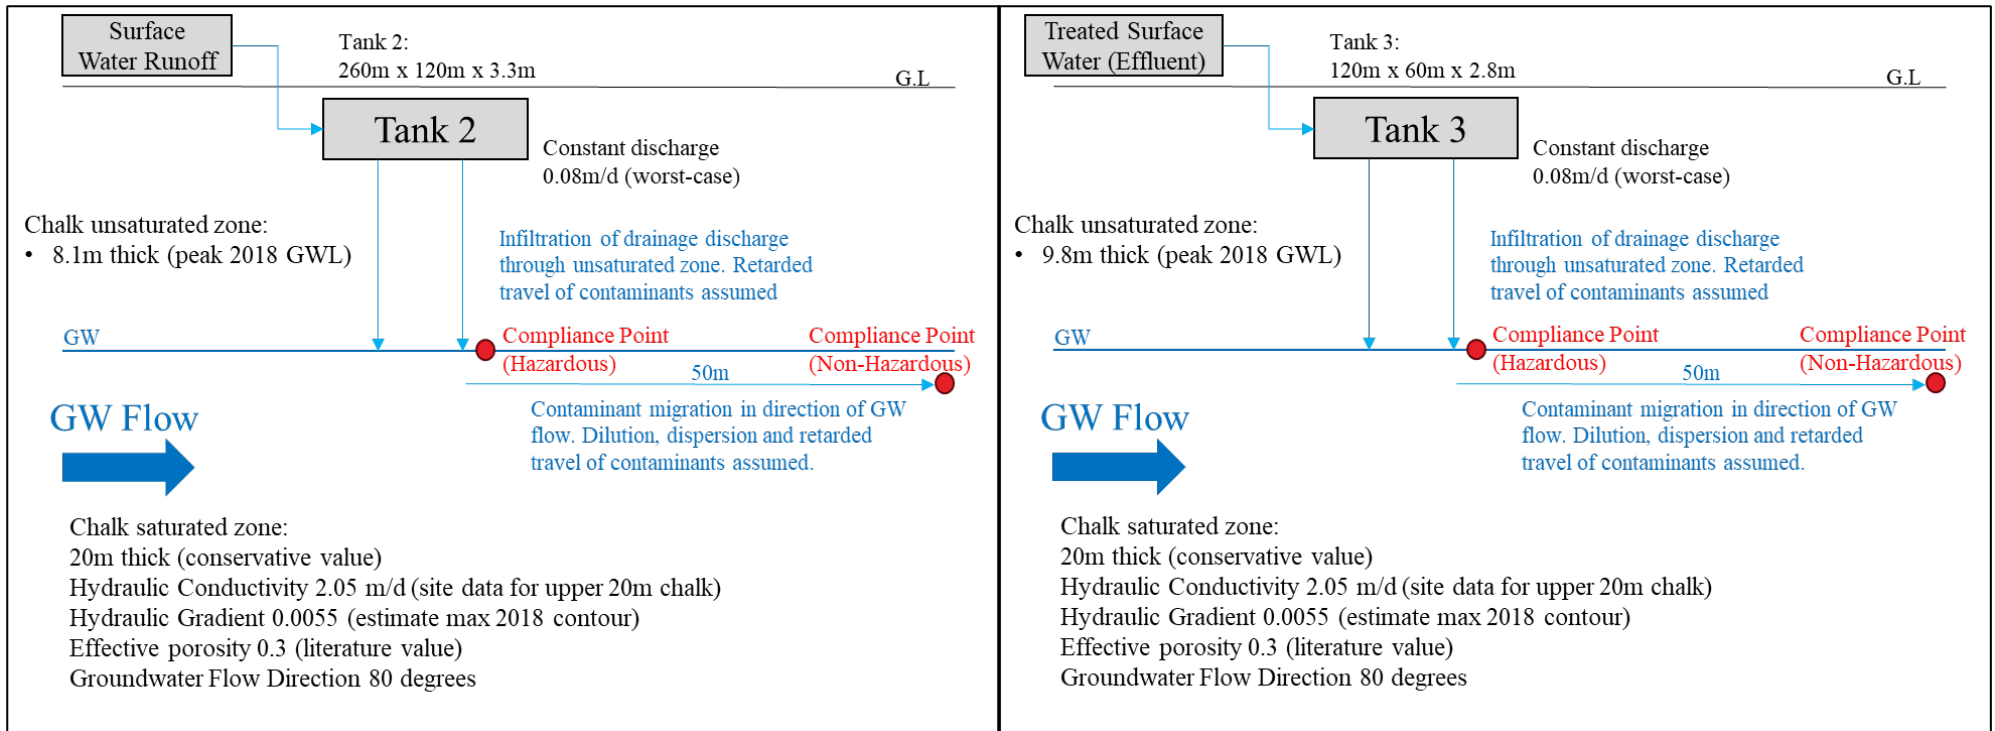 Surface
Water Runoff
Tank 2:
260m x 120m x 3.3m
G.L
Tank 2
Constant discharge
0.08m/d (worst-case)
Chalk unsaturated zone:
• 8.1m thick (peak 2018 GWL)
Infiltration of drainage discharge
through unsaturated zone. Retarded
travel of contaminants assumed
GW
Compliance Point
(Hazardous)
Compliance Point
(Non-Hazardous)
50m
GW Flow
Contaminant migration in direction of GW
flow. Dilution, dispersion and retarded
travel of contaminants assumed.
Chalk saturated zone:
20m thick (conservative value)
Hydraulic Conductivity 2.05 m/d (site data for upper 20m chalk)
Hydraulic Gradient 0.0055 (estimate max 2018 contour)
Effective porosity 0.3 (literature value)
Groundwater Flow Direction 80 degrees
Treated Surface
Water (Effluent)
Tank 3:
120m x 60m x 2.8m
G.L
Tank 3
Constant discharge
0.08m/d (worst-case)
Chalk unsaturated zone:
• 9.8m thick (peak 2018 GWL)
Infiltration of drainage discharge
through unsaturated zone. Retarded
travel of contaminants assumed
GW
Compliance Point
(Hazardous)
Compliance Point
(Non-Hazardous)
50m
GW Flow
Contaminant migration in direction of GW
flow. Dilution, dispersion and retarded
travel of contaminants assumed.
Chalk saturated zone:
20m thick (conservative value)
Hydraulic Conductivity 2.05 m/d (site data for upper 20m chalk)
Hydraulic Gradient 0.0055 (estimate max 2018 contour)
Effective porosity 0.3 (literature value)
Groundwater Flow Direction 80 degrees